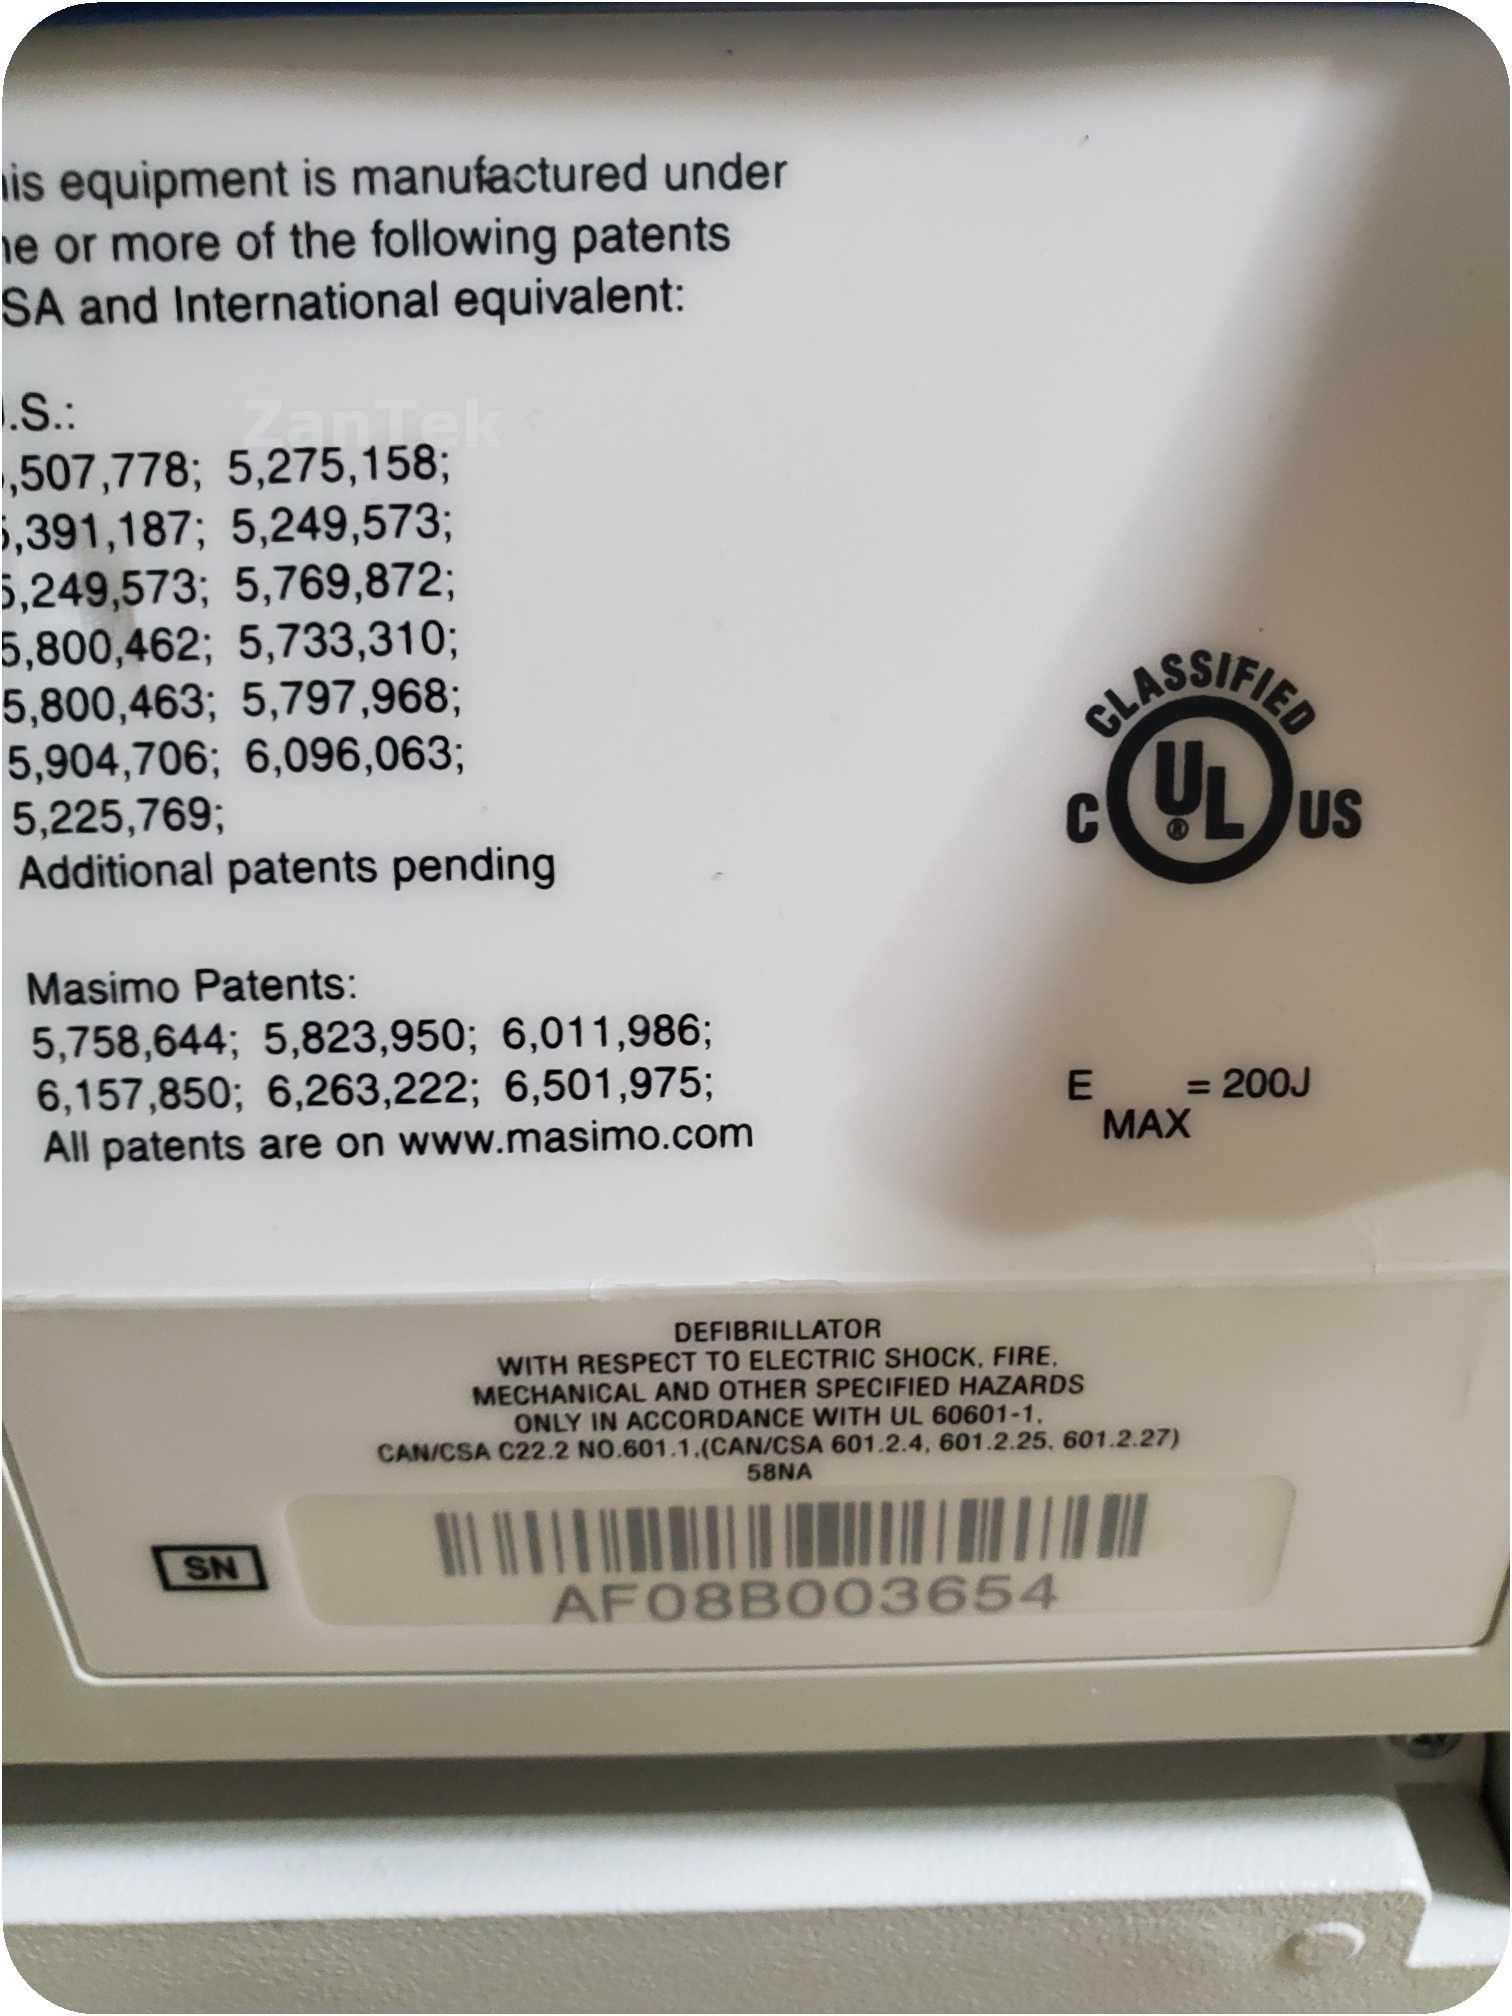 is equipment is manufactured under
e or more of the following patents
SA and International equivalent:
.S.:
ZanTek
,507,778; 5,275,158;
5,391,187; 5,249,573;
5,249,573; 5,769,872;
5,800,462; 5,733,310;
5,800,463; 5,797,968;
5,904,706; 6,096,063;
5,225,769;
Additional patents pending
Masimo Patents:
5,758,644; 5,823,950; 6,011,986;
6,157,850; 6,263,222; 6,501,975;
All patents are on www.masimo.com
CLASSIFIED
C UL® US
E MAX = 200J
DEFIBRILLATOR
WITH RESPECT TO ELECTRIC SHOCK, FIRE,
MECHANICAL AND OTHER SPECIFIED HAZARDS
ONLY IN ACCORDANCE WITH UL 60601-1,
CAN/CSA C22.2 NO.601.1,(CAN/CSA 601.2.4, 601.2.25, 601.2.27)
58NA
SN
AF08B003654